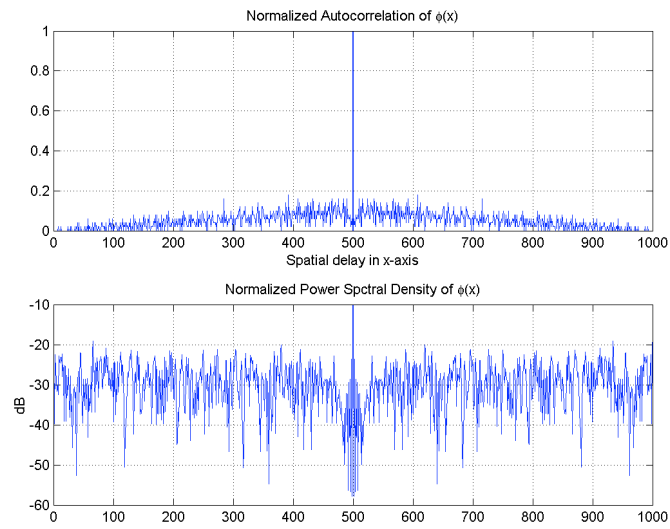 Normalized Autocorrelation of ϕ(x)
1
0.8
0.6
0.4
0.2
0
0 100 200 300 400 500 600 700 800 900 1000
Spatial delay in x-axis
Normalized Power Spctral Density of ϕ(x)
-10
-20
-30
-40
-50
-60
dB
0 100 200 300 400 500 600 700 800 900 1000